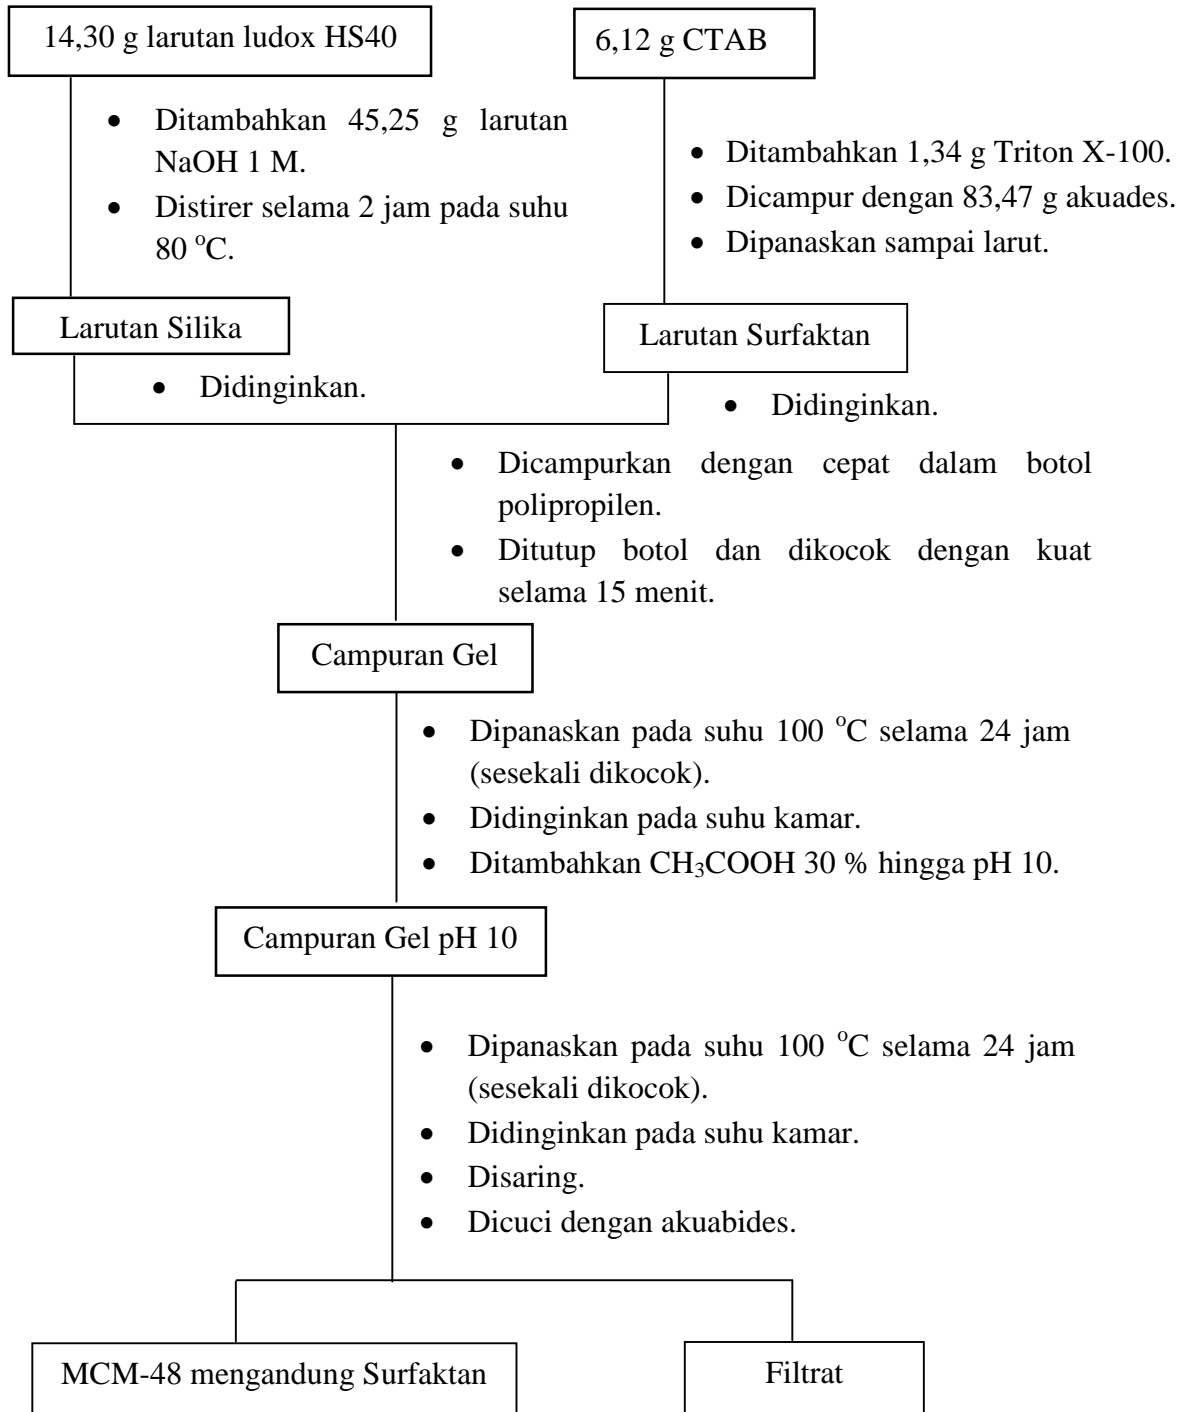 14,30 g larutan ludox HS40
6,12 g CTAB
• Ditambahkan 45,25 g larutan
NaOH 1 M.
• Distirer selama 2 jam pada suhu
80 °C.
• Ditambahkan 1,34 g Triton X-100.
• Dicampur dengan 83,47 g akuades.
• Dipanaskan sampai larut.
Larutan Silika
Larutan Surfaktan
• Didinginkan.
• Didinginkan.
• Dicampurkan dengan cepat dalam botol
polipropilen.
• Ditutup botol dan dikocok dengan kuat
selama 15 menit.
Campuran Gel
• Dipanaskan pada suhu 100 °C selama 24 jam
(sesekali dikocok).
• Didinginkan pada suhu kamar.
• Ditambahkan CH₃COOH 30 % hingga pH 10.
Campuran Gel pH 10
• Dipanaskan pada suhu 100 °C selama 24 jam
(sesekali dikocok).
• Didinginkan pada suhu kamar.
• Disaring.
• Dicuci dengan akuabides.
MCM-48 mengandung Surfaktan
Filtrat